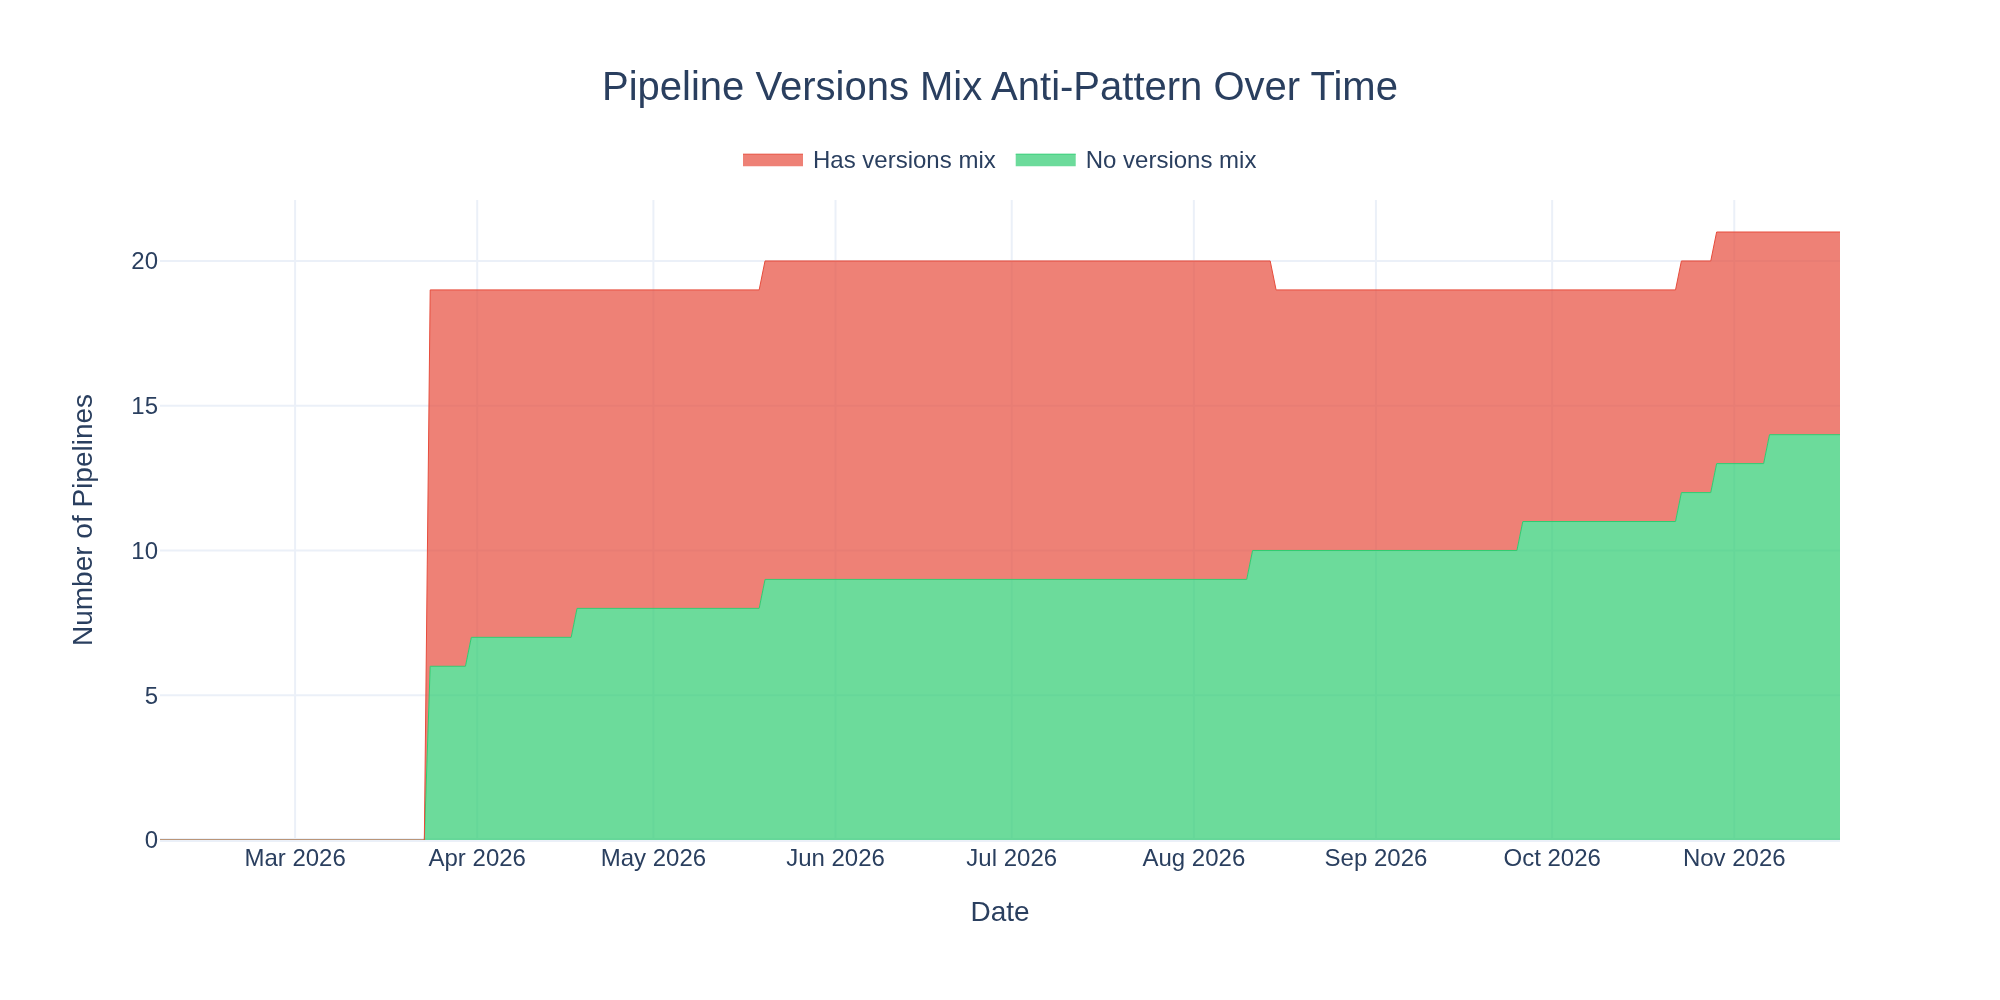 Pipeline Versions Mix Anti-Pattern Over Time
Has versions mix No versions mix
Number of Pipelines
20
15
10
5
0
Mar 2026 Apr 2026 May 2026 Jun 2026 Jul 2026 Aug 2026 Sep 2026 Oct 2026 Nov 2026
Date